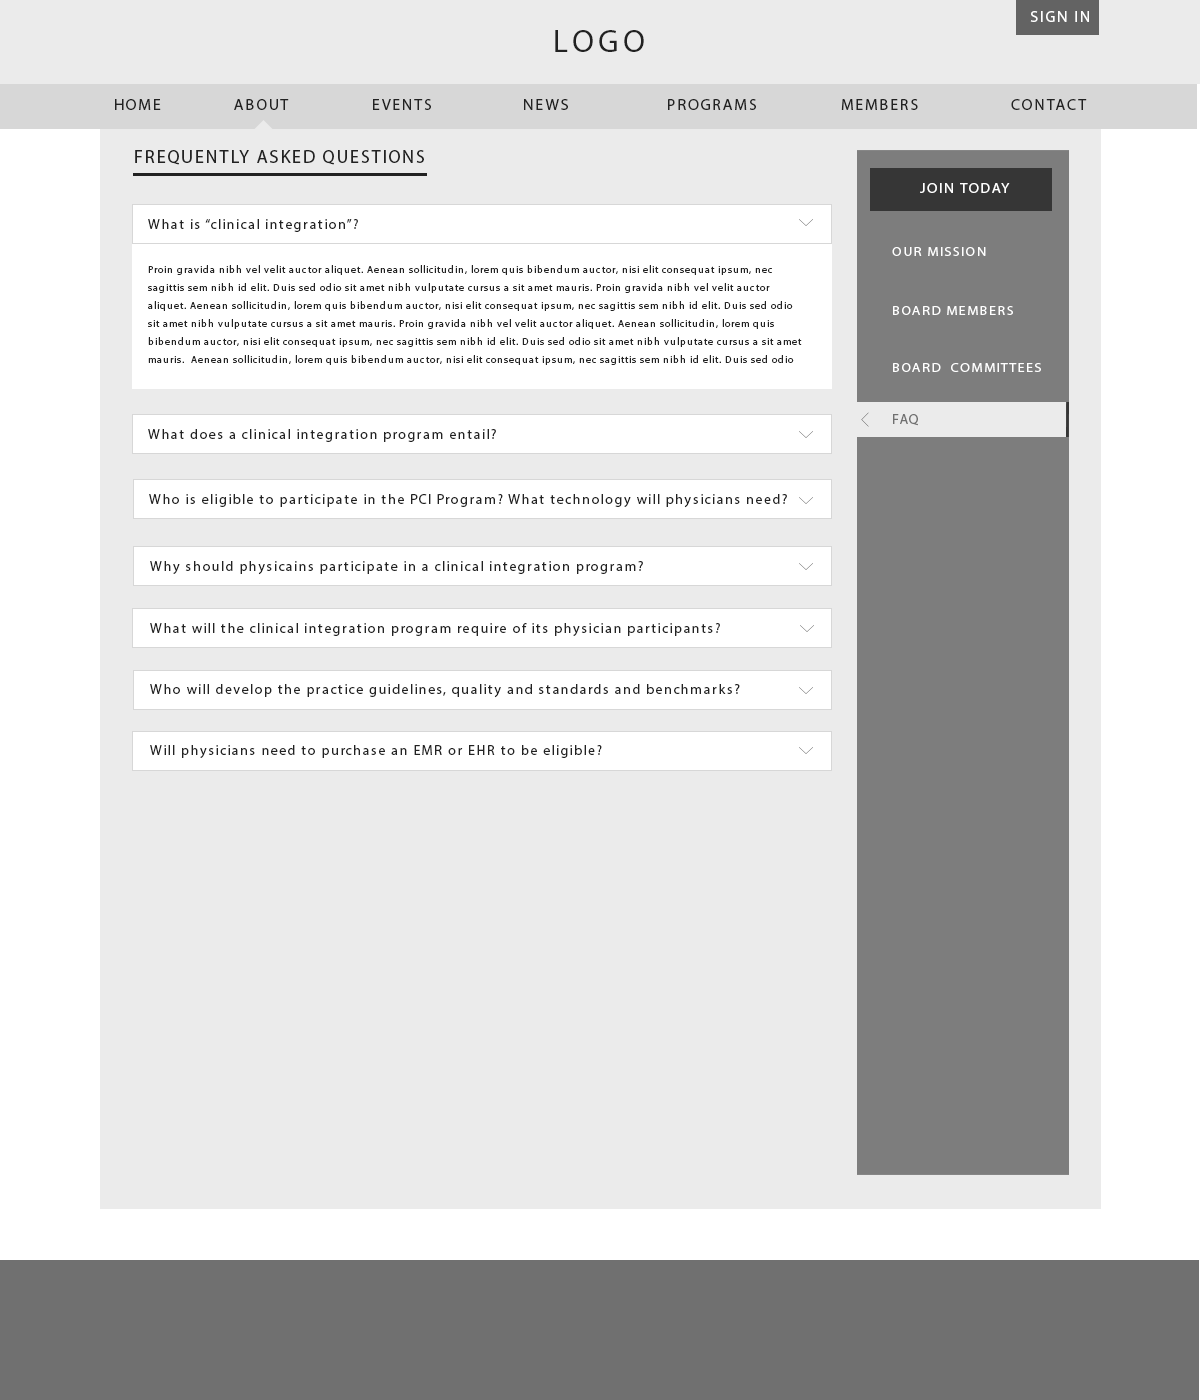 SIGN IN
LOGO
HOME ABOUT EVENTS NEWS PROGRAMS MEMBERS CONTACT
FREQUENTLY ASKED QUESTIONS
What is “clinical integration”?
Proin gravida nibh vel velit auctor aliquet. Aenean sollicitudin, lorem quis bibendum auctor, nisi elit consequat ipsum, nec
sagittis sem nibh id elit. Duis sed odio sit amet nibh vulputate cursus a sit amet mauris. Proin gravida nibh vel velit auctor
aliquet. Aenean sollicitudin, lorem quis bibendum auctor, nisi elit consequat ipsum, nec sagittis sem nibh id elit. Duis sed odio
sit amet nibh vulputate cursus a sit amet mauris. Proin gravida nibh vel velit auctor aliquet. Aenean sollicitudin, lorem quis
bibendum auctor, nisi elit consequat ipsum, nec sagittis sem nibh id elit. Duis sed odio sit amet nibh vulputate cursus a sit amet
mauris.  Aenean sollicitudin, lorem quis bibendum auctor, nisi elit consequat ipsum, nec sagittis sem nibh id elit. Duis sed odio
What does a clinical integration program entail?
Who is eligible to participate in the PCI Program? What technology will physicians need?
Why should physicains participate in a clinical integration program?
What will the clinical integration program require of its physician participants?
Who will develop the practice guidelines, quality and standards and benchmarks?
Will physicians need to purchase an EMR or EHR to be eligible?
JOIN TODAY
OUR MISSION
BOARD MEMBERS
BOARD  COMMITTEES
FAQ